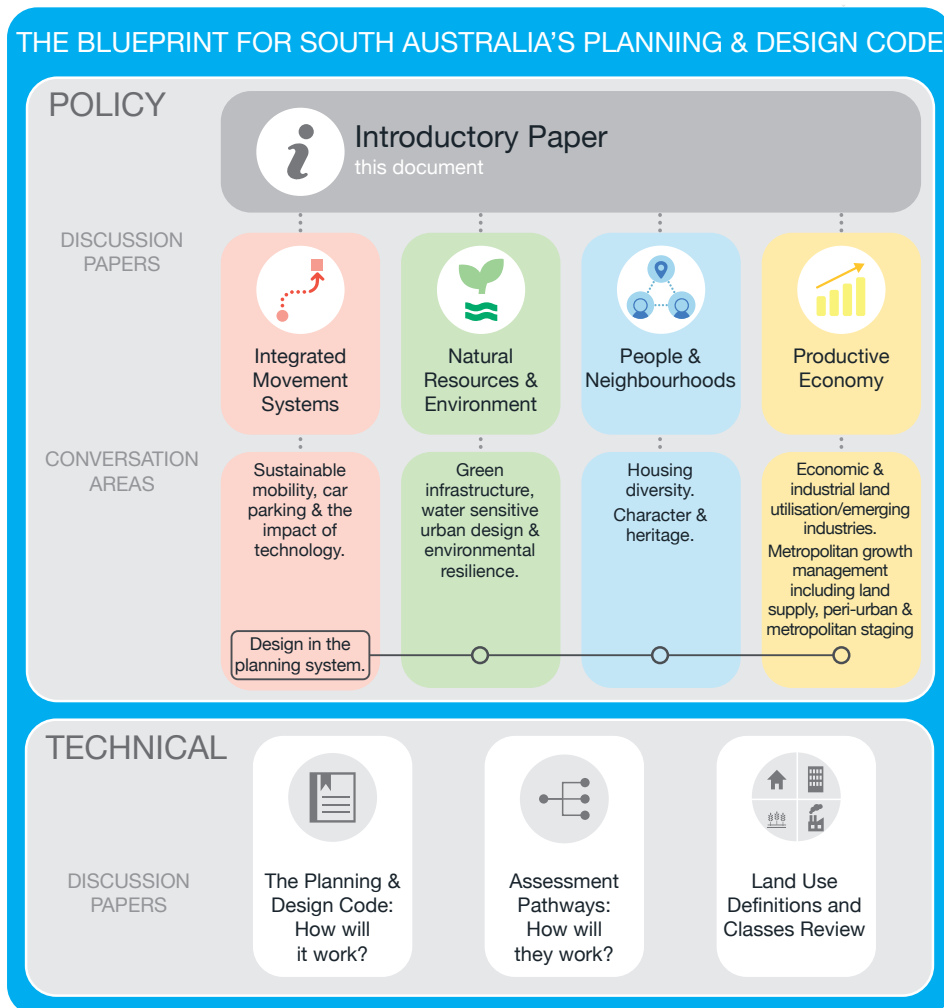 THE BLUEPRINT FOR SOUTH AUSTRALIA'S PLANNING & DESIGN CODE
POLICY
i
Introductory Paper
this document
DISCUSSION
PAPERS
Integrated
Movement
Systems
Natural
Resources &
Environment
People &
Neighbourhoods
Productive
Economy
CONVERSATION
AREAS
Sustainable
mobility, car
parking & the
impact of
technology.
Green
infrastructure,
water sensitive
urban design &
environmental
resilience.
Housing
diversity.
Character &
heritage.
Economic &
industrial land
utilisation/emerging
industries.
Metropolitan growth
management
including land
supply, peri-urban &
metropolitan staging
Design in the
planning system.
TECHNICAL
DISCUSSION
PAPERS
The Planning &
Design Code:
How will
it work?
Assessment
Pathways:
How will
they work?
Land Use
Definitions and
Classes Review